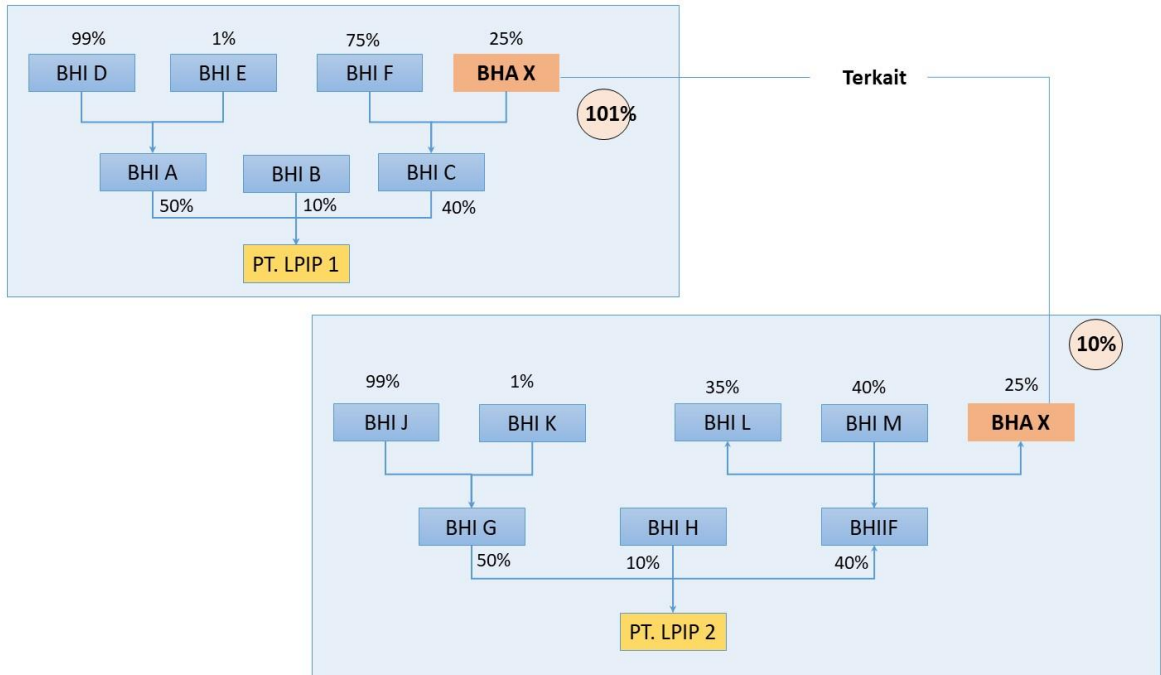 99% 1% 75% 25%
BHI D BHI E BHI F BHA X Terkait
101%
BHI A BHI B BHI C
50% 10% 40%
PT. LPIP 1
10%
99% 1% 35% 40% 25%
BHI J BHI K BHI L BHI M BHA X
BHI G BHI H BHIIF
50% 10% 40%
PT. LPIP 2